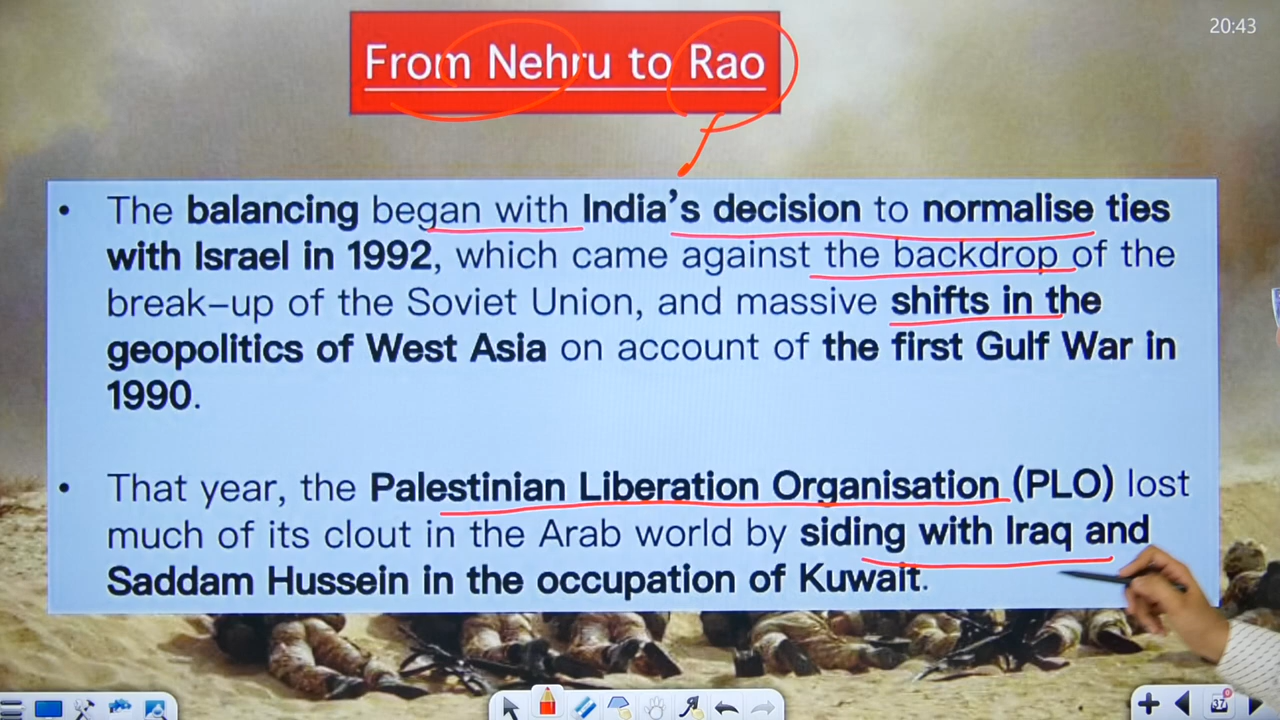 20:43
From Nehru to Rao
• The balancing began with India’s decision to normalise ties
with Israel in 1992, which came against the backdrop of the
break–up of the Soviet Union, and massive shifts in the
geopolitics of West Asia on account of the first Gulf War in
1990.
• That year, the Palestinian Liberation Organisation (PLO) lost
much of its clout in the Arab world by siding with Iraq and
Saddam Hussein in the occupation of Kuwait.
37